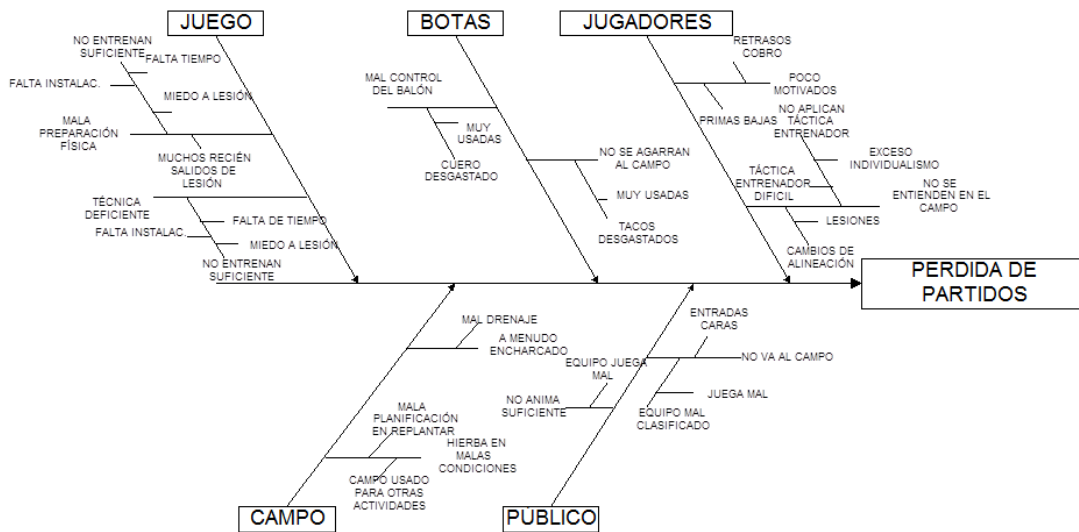 JUEGO
BOTAS
JUGADORES
NO ENTRENAN
SUFICIENTE
FALTA TIEMPO
FALTA INSTALAC.
MIEDO A LESIÓN
MALA
PREPARACIÓN
FÍSICA
MUCHOS RECIÉN
SALIDOS DE
LESIÓN
TÉCNICA
DEFICIENTE
FALTA DE TIEMPO
FALTA INSTALAC.
MIEDO A LESIÓN
NO ENTRENAN
SUFICIENTE
MAL CONTROL
DEL BALÓN
MUY
USADAS
CUERO
DESGASTADO
NO SE AGARRAN
AL CAMPO
MUY USADAS
TACOS
DESGASTADOS
RETRASOS
COBRO
POCO
MOTIVADOS
PRIMAS BAJAS
NO APLICAN
TÁCTICA
ENTRENADOR
EXCESO
INDIVIDUALISMO
TÁCTICA
ENTRENADOR
DIFICIL
NO SE
ENTIENDEN EN EL
CAMPO
LESIONES
CAMBIOS DE
ALINEACIÓN
PERDIDA DE
PARTIDOS
MAL DRENAJE
A MENUDO
ENCHARCADO
MALA
PLANIFICACIÓN
EN REPLANTAR
HIERBA EN
MALAS
CONDICIONES
CAMPO USADO
PARA OTRAS
ACTIVIDADES
ENTRADAS
CARAS
NO VA AL CAMPO
EQUIPO JUEGA
MAL
JUEGA MAL
NO ANIMA
SUFICIENTE
EQUIPO MAL
CLASIFICADO
CAMPO
PÚBLICO